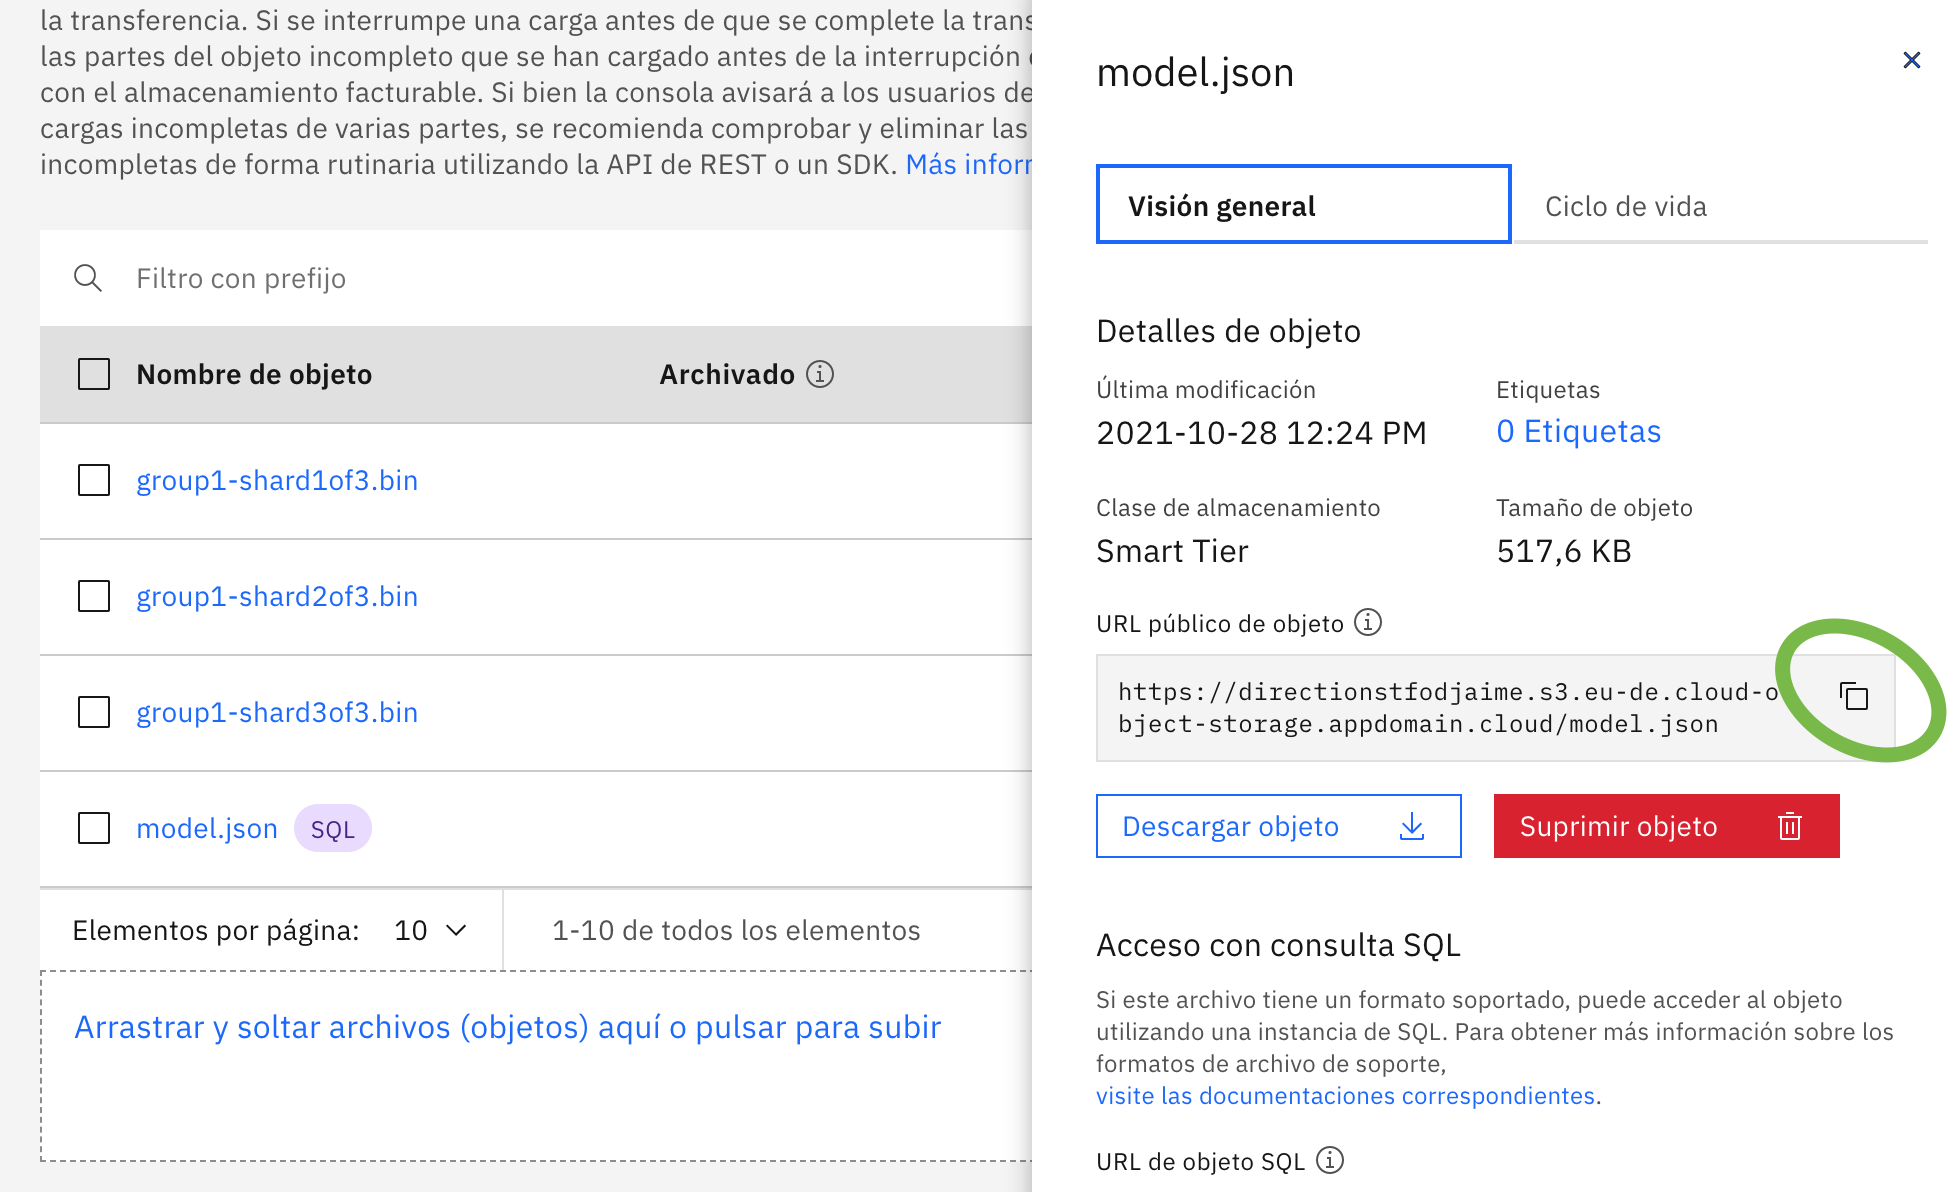 la transferencia. Si se interrumpe una carga antes de que se complete la trans
las partes del objeto incompleto que se han cargado antes de la interrupción
con el almacenamiento facturable. Si bien la consola avisará a los usuarios de
cargas incompletas de varias partes, se recomienda comprobar y eliminar las
incompletas de forma rutinaria utilizando la API de REST o un SDK. Más inform
Filtro con prefijo
Nombre de objeto Archivado
group1-shard1of3.bin
group1-shard2of3.bin
group1-shard3of3.bin
model.json SQL
Elementos por página: 10 1-10 de todos los elementos
Arrastrar y soltar archivos (objetos) aquí o pulsar para subir
model.json
Visión general Ciclo de vida
Detalles de objeto
Última modificación Etiquetas
2021-10-28 12:24 PM 0 Etiquetas
Clase de almacenamiento Tamaño de objeto
Smart Tier 517,6 KB
URL público de objeto
https://directionstfodjaime.s3.eu-de.cloud-o
bject-storage.appdomain.cloud/model.json
Descargar objeto Suprimir objeto
Acceso con consulta SQL
Si este archivo tiene un formato soportado, puede acceder al objeto
utilizando una instancia de SQL. Para obtener más información sobre los
formatos de archivo de soporte,
visite las documentaciones correspondientes.
URL de objeto SQL